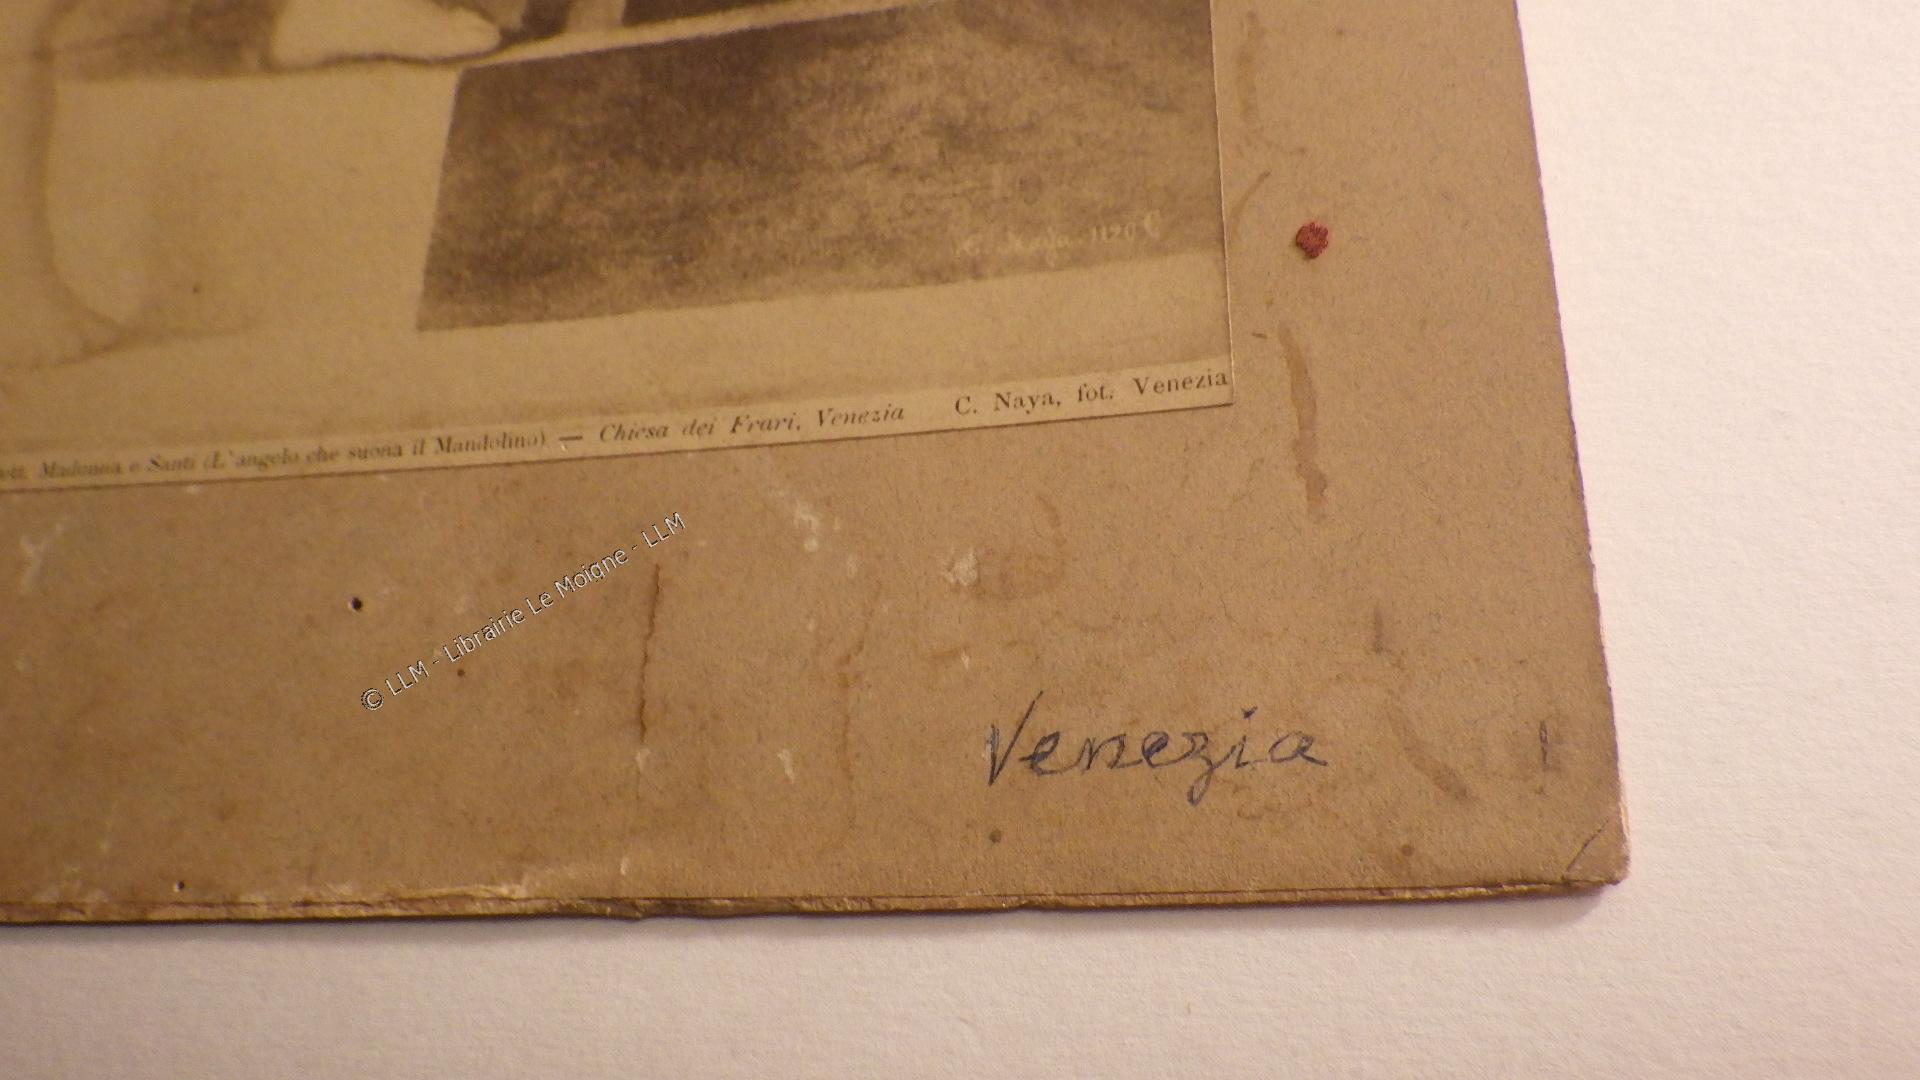 C. Naya. 1120 C
Madonna e Santi (L'angelo che suona il Mandolino) — Chiesa dei Frari, Venezia C. Naya, fot. Venezia
© LLM - Librairie Le Moigne - LLM
Venezia